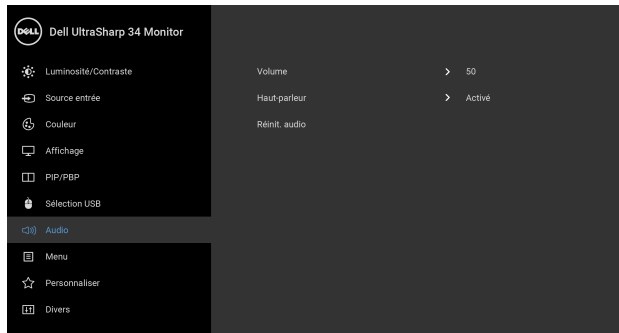 DELL Dell UltraSharp 34 Monitor
Luminosité/Contraste
Volume 50
Source entrée
Haut-parleur Activé
Couleur
Réinit. audio
Affichage
PIP/PBP
Sélection USB
Audio
Menu
Personnaliser
Divers